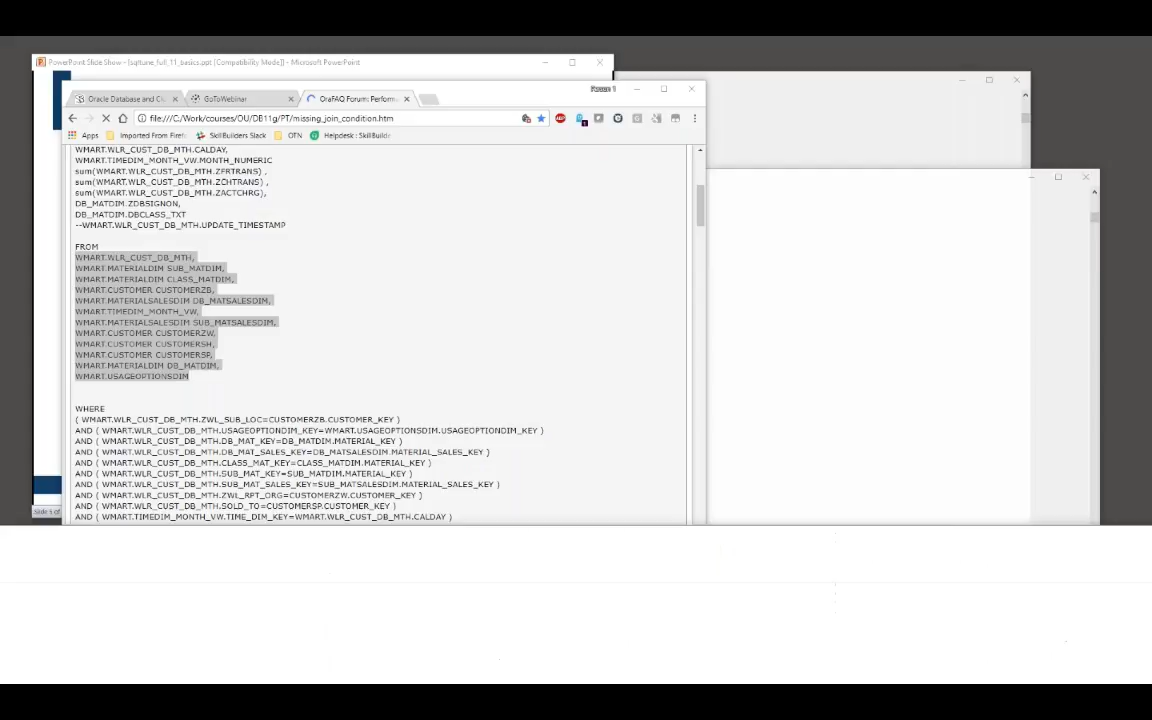 PowerPoint Slide Show - [sqltune_full_11_basics.ppt [Compatibility Mode]] - Microsoft PowerPoint
Oracle Database and Cl
GoToWebinar
OraFAQ Forum: Perform
file:///C:/Work/courses/OU/DB11g/PT/missing_join_condition.htm
Apps
Imported From Firef
SkillBuilders Slack
OTN
Helpdesk : SkillBuilde
WMART.WLR_CUST_DB_MTH.CALDAY,
WMART.TIMEDIM_MONTH_VW.MONTH_NUMERIC
sum(WMART.WLR_CUST_DB_MTH.ZFRTRANS) ,
sum(WMART.WLR_CUST_DB_MTH.ZCHTRANS) ,
sum(WMART.WLR_CUST_DB_MTH.ZACTCHRG),
DB_MATDIM.ZDBSIGNON,
DB_MATDIM.DBCLASS_TXT
--WMART.WLR_CUST_DB_MTH.UPDATE_TIMESTAMP
FROM
WMART.WLR_CUST_DB_MTH,
WMART.MATERIALDIM SUB_MATDIM,
WMART.MATERIALDIM CLASS_MATDIM,
WMART.CUSTOMER CUSTOMERZB,
WMART.MATERIALSALESDIM DB_MATSALESDIM,
WMART.TIMEDIM_MONTH_VW,
WMART.MATERIALSALESDIM SUB_MATSALESDIM,
WMART.CUSTOMER CUSTOMERZW,
WMART.CUSTOMER CUSTOMERSH,
WMART.CUSTOMER CUSTOMERSP,
WMART.MATERIALDIM DB_MATDIM,
WMART.USAGEOPTIONSDIM
WHERE
( WMART.WLR_CUST_DB_MTH.ZWL_SUB_LOC=CUSTOMERZB.CUSTOMER_KEY )
AND ( WMART.WLR_CUST_DB_MTH.USAGEOPTIONDIM_KEY=WMART.USAGEOPTIONSDIM.USAGEOPTIONDIM_KEY )
AND ( WMART.WLR_CUST_DB_MTH.DB_MAT_KEY=DB_MATDIM.MATERIAL_KEY )
AND ( WMART.WLR_CUST_DB_MTH.DB_MAT_SALES_KEY=DB_MATSALESDIM.MATERIAL_SALES_KEY )
AND ( WMART.WLR_CUST_DB_MTH.CLASS_MAT_KEY=CLASS_MATDIM.MATERIAL_KEY )
AND ( WMART.WLR_CUST_DB_MTH.SUB_MAT_KEY=SUB_MATDIM.MATERIAL_KEY )
AND ( WMART.WLR_CUST_DB_MTH.SUB_MAT_SALES_KEY=SUB_MATSALESDIM.MATERIAL_SALES_KEY )
AND ( WMART.WLR_CUST_DB_MTH.ZWL_RPT_ORG=CUSTOMERZW.CUSTOMER_KEY )
AND ( WMART.WLR_CUST_DB_MTH.SOLD_TO=CUSTOMERSP.CUSTOMER_KEY )
AND ( WMART.TIMEDIM_MONTH_VW.TIME_DIM_KEY=WMART.WLR_CUST_DB_MTH.CALDAY )
Slide 5 of